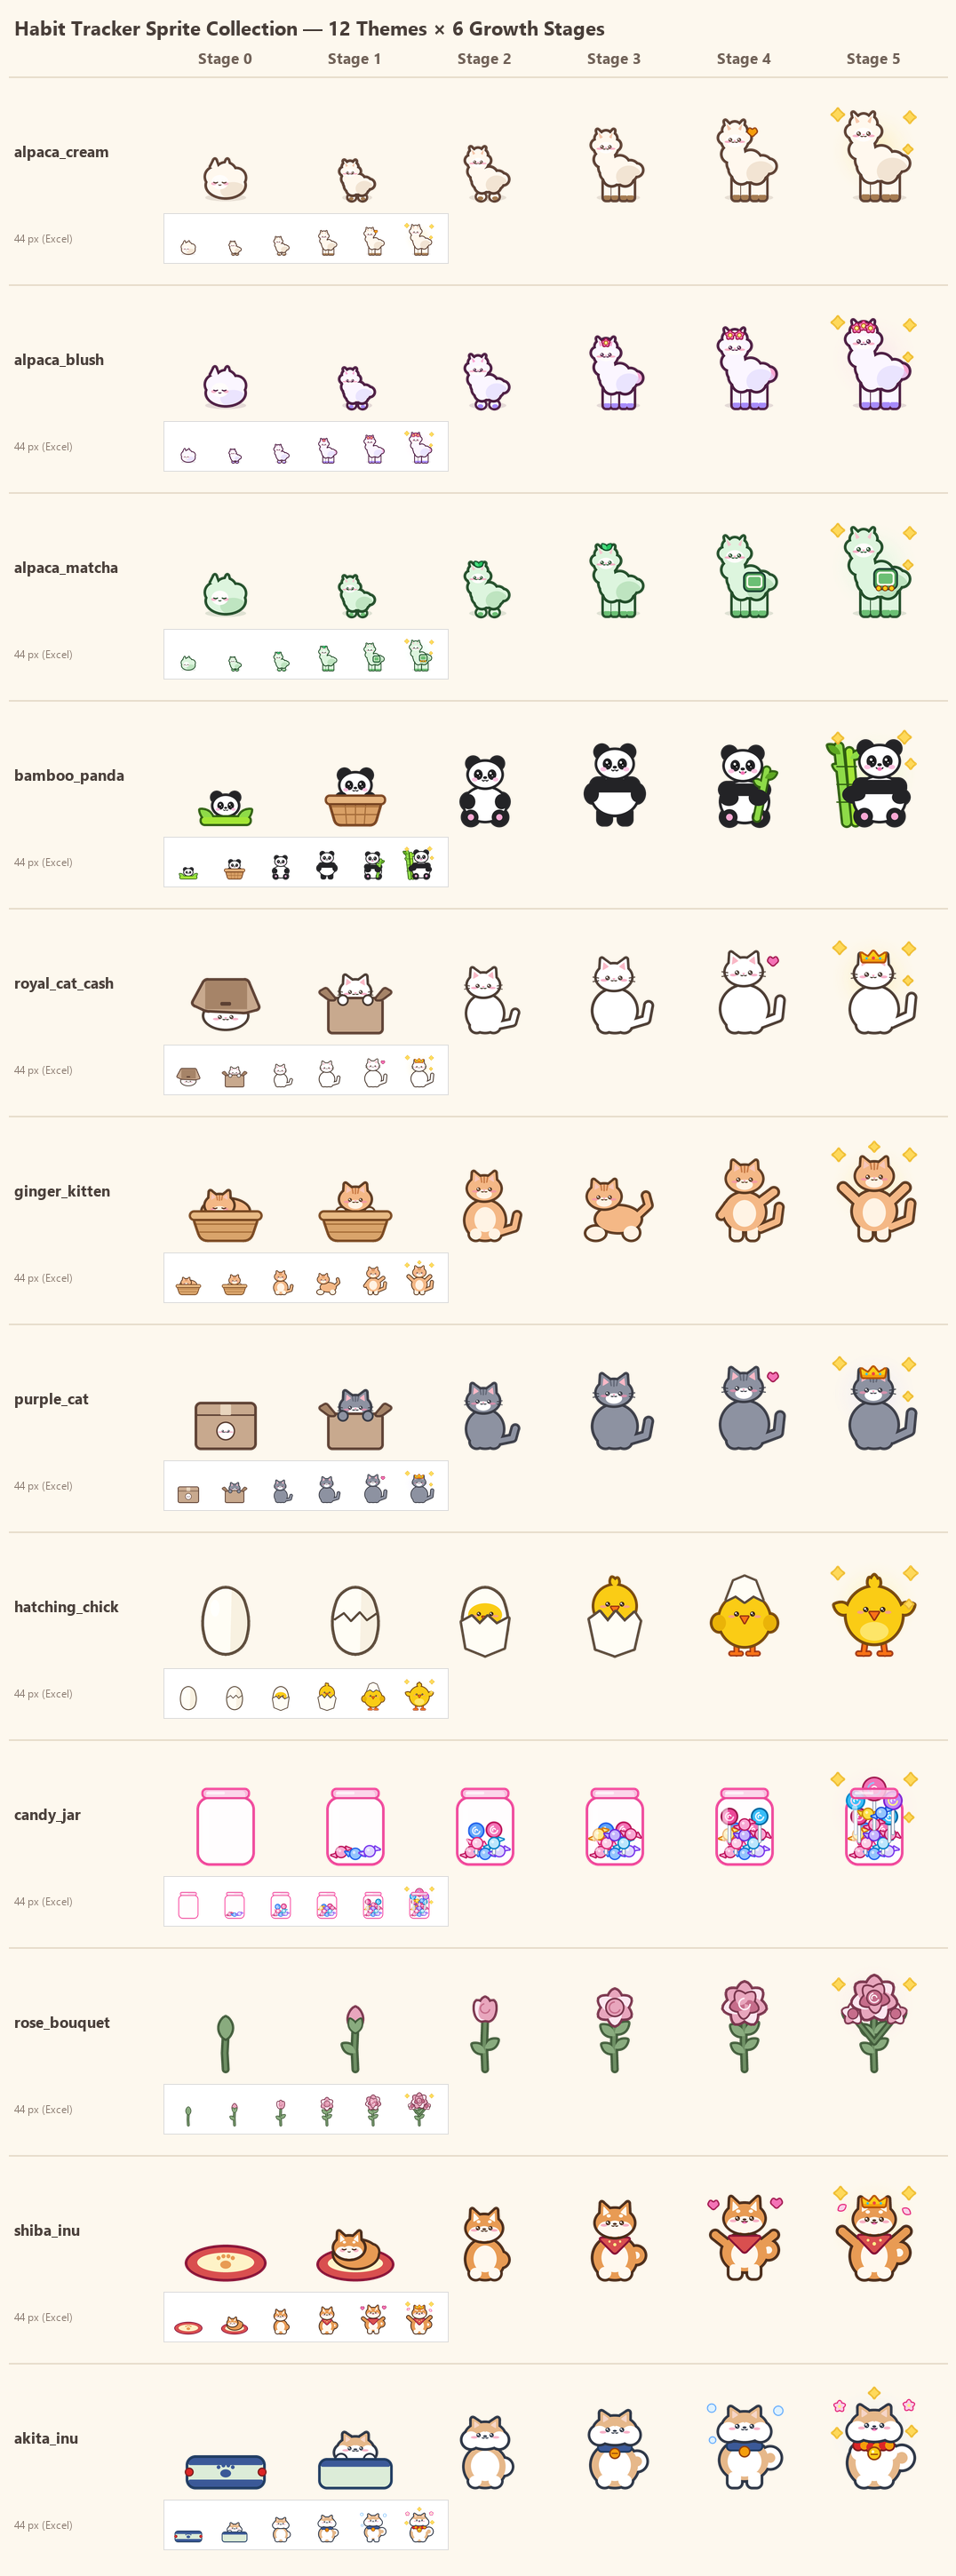 Habit Tracker Sprite Collection — 12 Themes × 6 Growth Stages
Stage 0 Stage 1 Stage 2 Stage 3 Stage 4 Stage 5
alpaca_cream
44 px (Excel)
alpaca_blush
44 px (Excel)
alpaca_matcha
44 px (Excel)
bamboo_panda
44 px (Excel)
royal_cat_cash
44 px (Excel)
ginger_kitten
44 px (Excel)
purple_cat
44 px (Excel)
hatching_chick
44 px (Excel)
candy_jar
44 px (Excel)
rose_bouquet
44 px (Excel)
shiba_inu
44 px (Excel)
akita_inu
44 px (Excel)